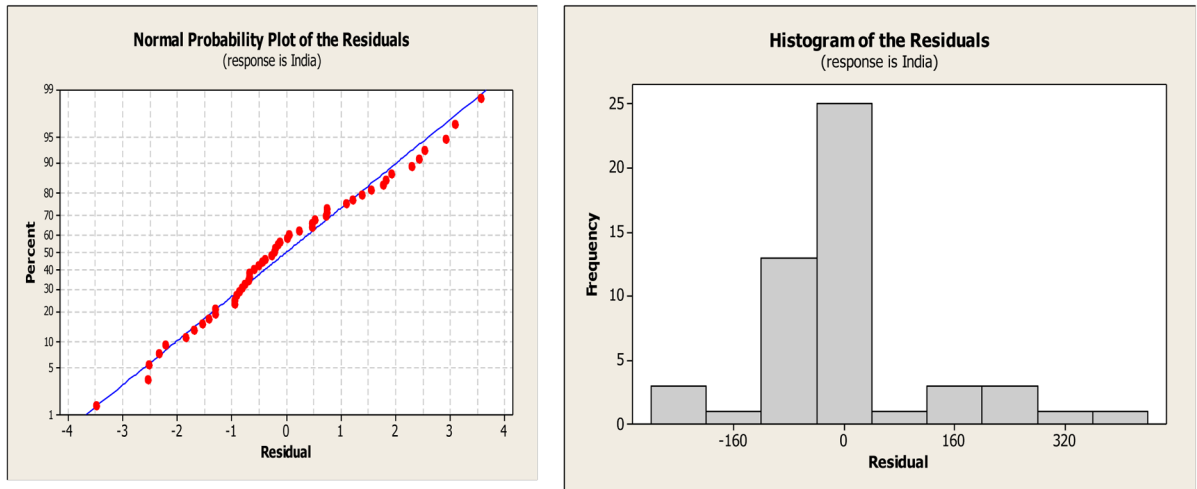 Normal Probability Plot of the Residuals
(response is India)
Percent
99
95
90
80
70
60
50
40
30
20
10
5
1
-4 -3 -2 -1 0 1 2 3 4
Residual
Histogram of the Residuals
(response is India)
Frequency
25
20
15
10
5
0
-160 0 160 320
Residual